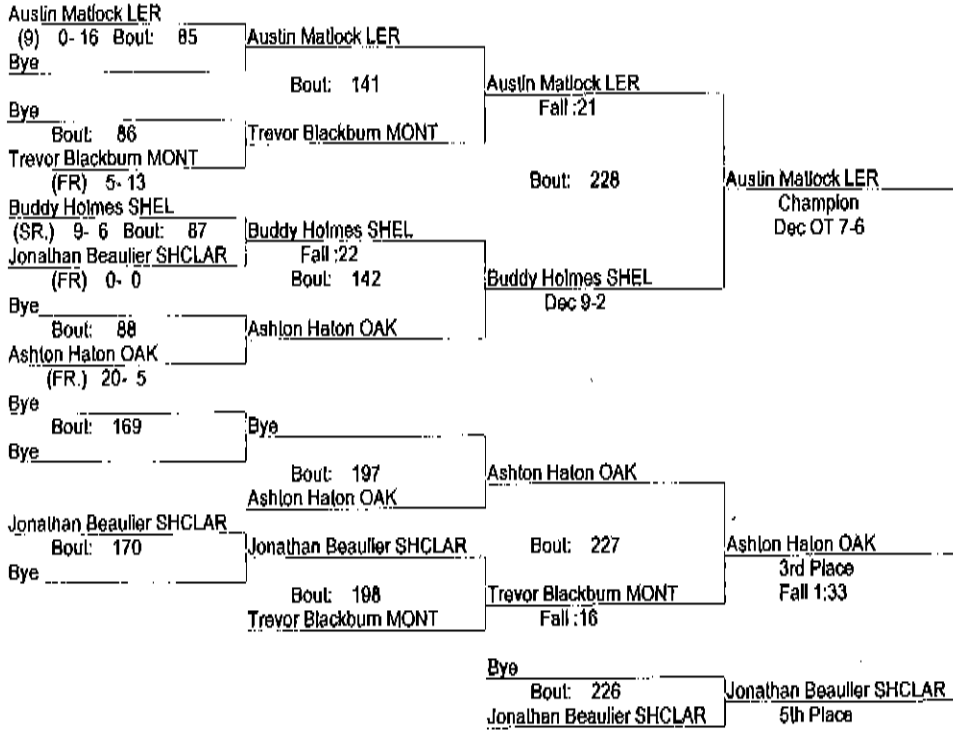 Austin Matlock LER
(9) 0- 16 Bout: 85
Bye
Bye
Bout: 86
Trevor Blackburn MONT
(FR) 5- 13
Buddy Holmes SHEL
(SR.) 9- 6 Bout: 87
Jonathan Beaulier SHCLAR
(FR) 0- 0
Bye
Bout: 88
Ashton Haton OAK
(FR.) 20- 5
Bye
Bout: 169
Bye
Jonathan Beaulier SHCLAR
Bout: 170
Bye
Austin Matlock LER
Bout: 141
Trevor Blackburn MONT
Buddy Holmes SHEL
Fall :22
Bout: 142
Ashton Haton OAK
Bye
Bout: 197
Ashton Haton OAK
Jonathan Beaulier SHCLAR
Bout: 198
Trevor Blackburn MONT
Austin Matlock LER
Fall :21
Bout: 228
Buddy Holmes SHEL
Dec 9-2
Ashton Haton OAK
Bout: 227
Trevor Blackburn MONT
Fall :16
Bye
Bout: 226
Jonathan Beaulier SHCLAR
Austin Matlock LER
Champion
Dec OT 7-6
Ashton Haton OAK
3rd Place
Fall 1:33
Jonathan Beaulier SHCLAR
5th Place